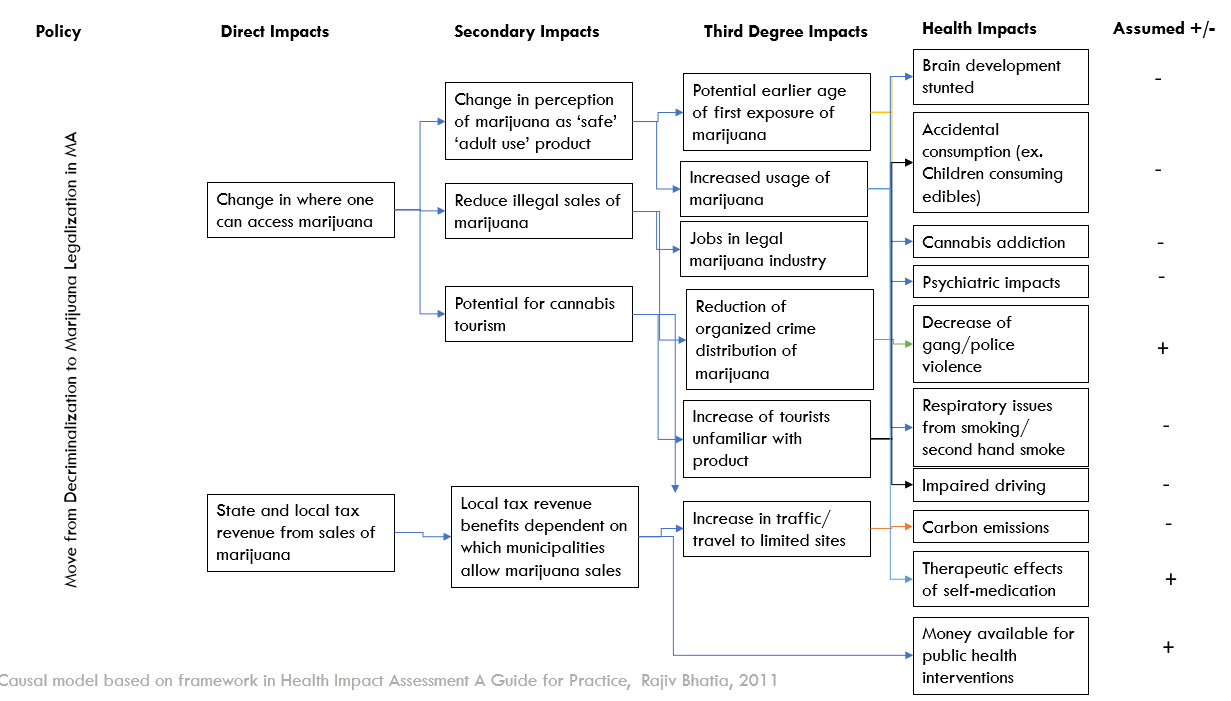 Policy
Direct Impacts
Secondary Impacts
Third Degree Impacts
Health Impacts
Assumed +/-
Move from Decriminalization to Marijuana Legalization in MA
Change in where one
can access marijuana
State and local tax
revenue from sales of
marijuana
Change in perception
of marijuana as ‘safe’
‘adult use’ product
Reduce illegal sales of
marijuana
Potential for cannabis
tourism
Local tax revenue
benefits dependent on
which municipalities
allow marijuana sales
Potential earlier age
of first exposure of
marijuana
Increased usage of
marijuana
Jobs in legal
marijuana industry
Reduction of
organized crime
distribution of
marijuana
Increase of tourists
unfamiliar with
product
Increase in traffic/
travel to limited sites
Brain development
stunted
-
Accidental
consumption (ex.
Children consuming
edibles)
-
Cannabis addiction
-
Psychiatric impacts
-
Decrease of
gang/police
violence
+
Respiratory issues
from smoking/
second hand smoke
-
Impaired driving
-
Carbon emissions
-
Therapeutic effects
of self-medication
+
Money available for
public health
interventions
+
Causal model based on framework in Health Impact Assessment A Guide for Practice, Rajiv Bhatia, 2011